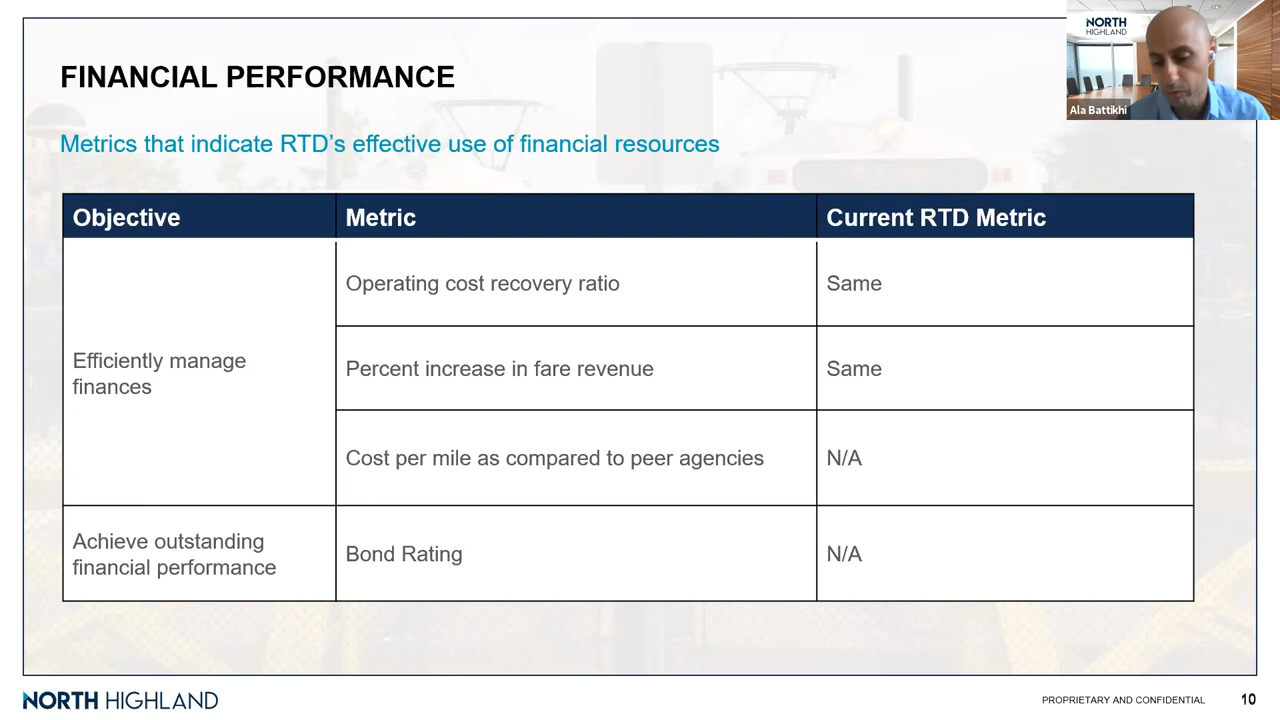 FINANCIAL PERFORMANCE
NORTH
HIGHLAND
Ala Battikhi
Metrics that indicate RTD’s effective use of financial resources
Objective
Metric
Current RTD Metric
Efficiently manage
finances
Operating cost recovery ratio
Same
Percent increase in fare revenue
Same
Cost per mile as compared to peer agencies
N/A
Achieve outstanding
financial performance
Bond Rating
N/A
NORTH HIGHLAND
PROPRIETARY AND CONFIDENTIAL
10